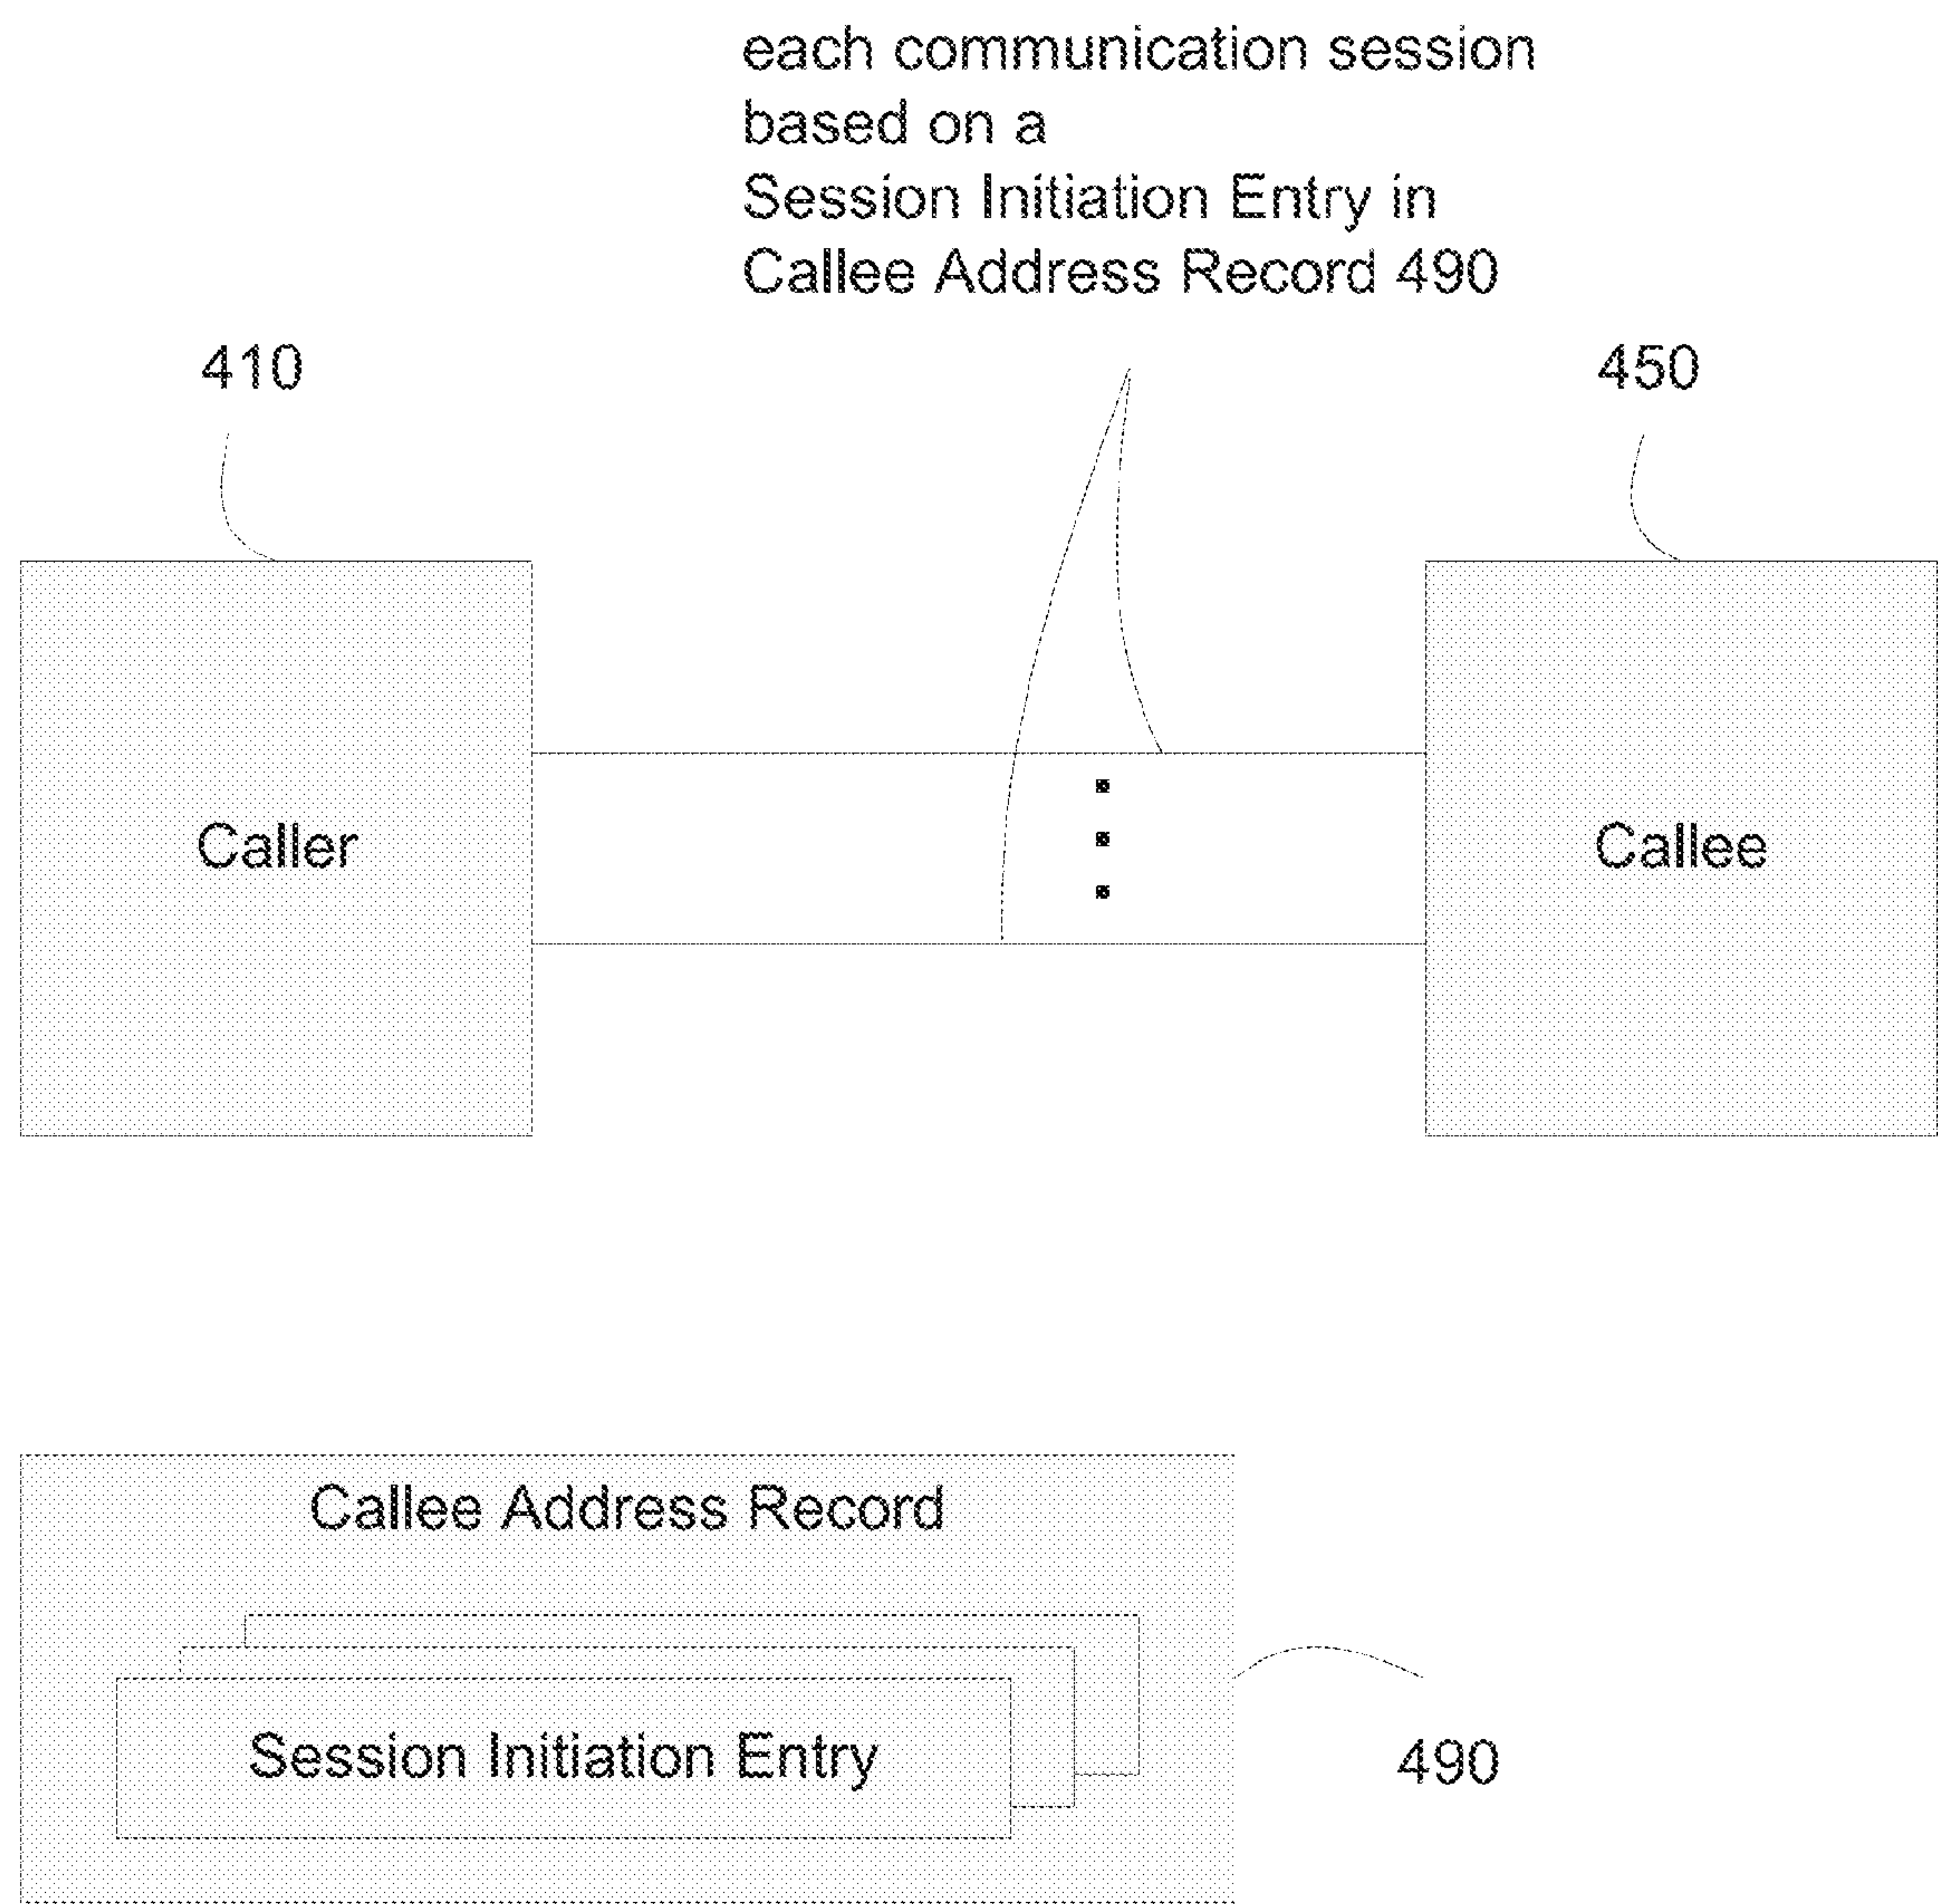 each communication session
based on a
Session Initiation Entry in
Callee Address Record 490
410
450
Caller
Callee
Callee Address Record
Session Initiation Entry
490